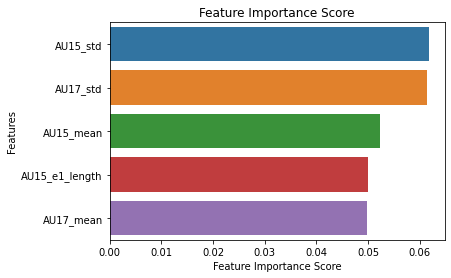 Feature Importance Score
Features
AU15_std
AU17_std
AU15_mean
AU15_e1_length
AU17_mean
0.00 0.01 0.02 0.03 0.04 0.05 0.06
Feature Importance Score